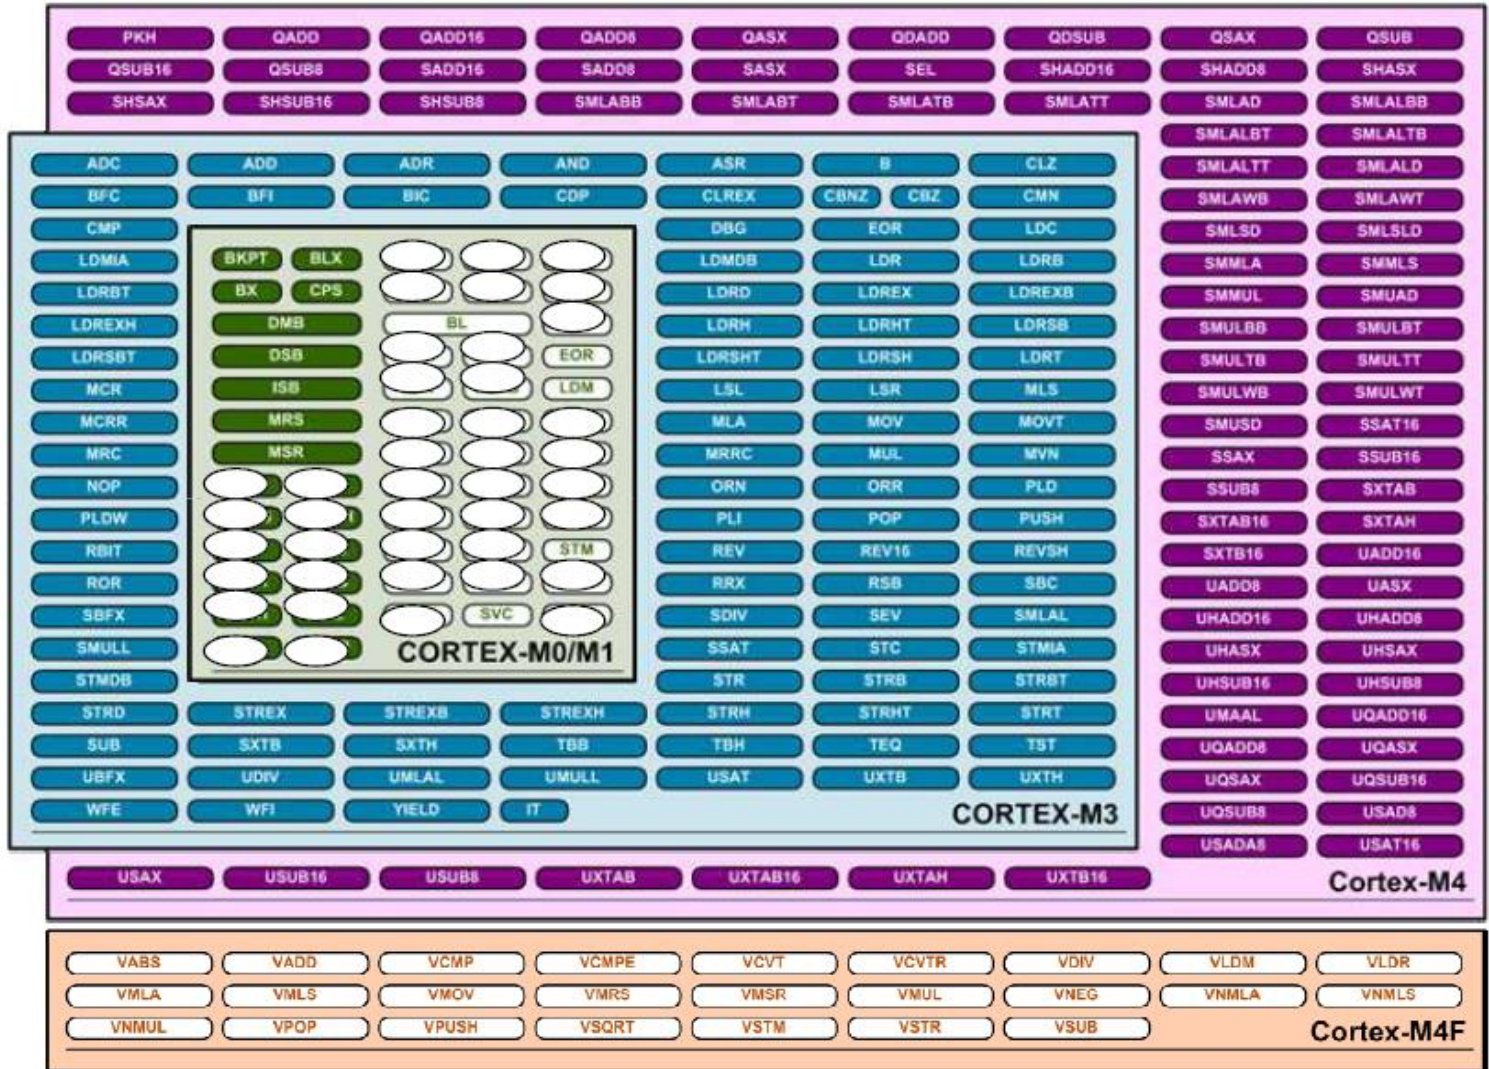 PKH QADD QADD16 QADD8 QASX QDADD QDSUB QSAX QSUB
QSUB16 QSUB8 SADD16 SADD8 SASX SEL SHADD16 SHADD8 SHASX
SHSAX SHSUB16 SHSUB8 SMLABB SMLABT SMLATB SMLATT SMLAD SMLALBB
SMLALBT SMLALTB
ADC ADD ADR AND ASR B CLZ SMLALTT SMLALD
BFC BFI BIC CDP CLREX CBNZ CBZ CMN SMLAWB SMLAWT
CMP DBG EOR LDC SMLSD SMLSLD
LDMIA BKPT BLX LDMDB LDR LDRB SMMLA SMMLS
LDRBT BX CPS LDRD LDREX LDREXB SMMUL SMUAD
LDREXH DMB BL LDRH LDRHT LDRSB SMULBB SMULBT
LDRSBT DSB EOR LDRSHT LDRSH LDRT SMULTB SMULTT
MCR ISB LDM LSL LSR MLS SMULWB SMULWT
MCRR MRS MLA MOV MOVT SMUSD SSAT16
MRC MSR MRRC MUL MVN SSAX SSUB16
NOP ORN ORR PLD SSUB8 SXTAB
PLDW PLI POP PUSH SXTAB16 SXTAH
RBIT STM REV REV16 REVSH SXTB16 UADD16
ROR RRX RSB SBC UADD8 UASX
SBFX SVC SDIV SEV SMLAL UHADD16 UHADD8
SMULL CORTEX-M0/M1 SSAT STC STMIA UHASX UHSAX
STMDB STR STRB STRBT UHSUB16 UHSUB8
STRD STREX STREXB STREXH STRH STRHT STRT UMAAL UQADD16
SUB SXTB SXTH TBB TBH TEQ TST UQADD8 UQASX
UBFX UDIV UMLAL UMULL USAT UXTB UXTH UQSAX UQSUB16
WFE WFI YIELD IT CORTEX-M3 UQSUB8 USAD8
USADA8 USAT16
USAX USUB16 USUB8 UXTAB UXTAB16 UXTAH UXTB16 Cortex-M4
VABS VADD VCMP VCMPE VCVT VCVTR VDIV VLDM VLDR
VMLA VMLS VMOV VMRS VMSR VMUL VNEG VNMLA VNMLS
VNMUL VPOP VPUSH VSQRT VSTM VSTR VSUB Cortex-M4F